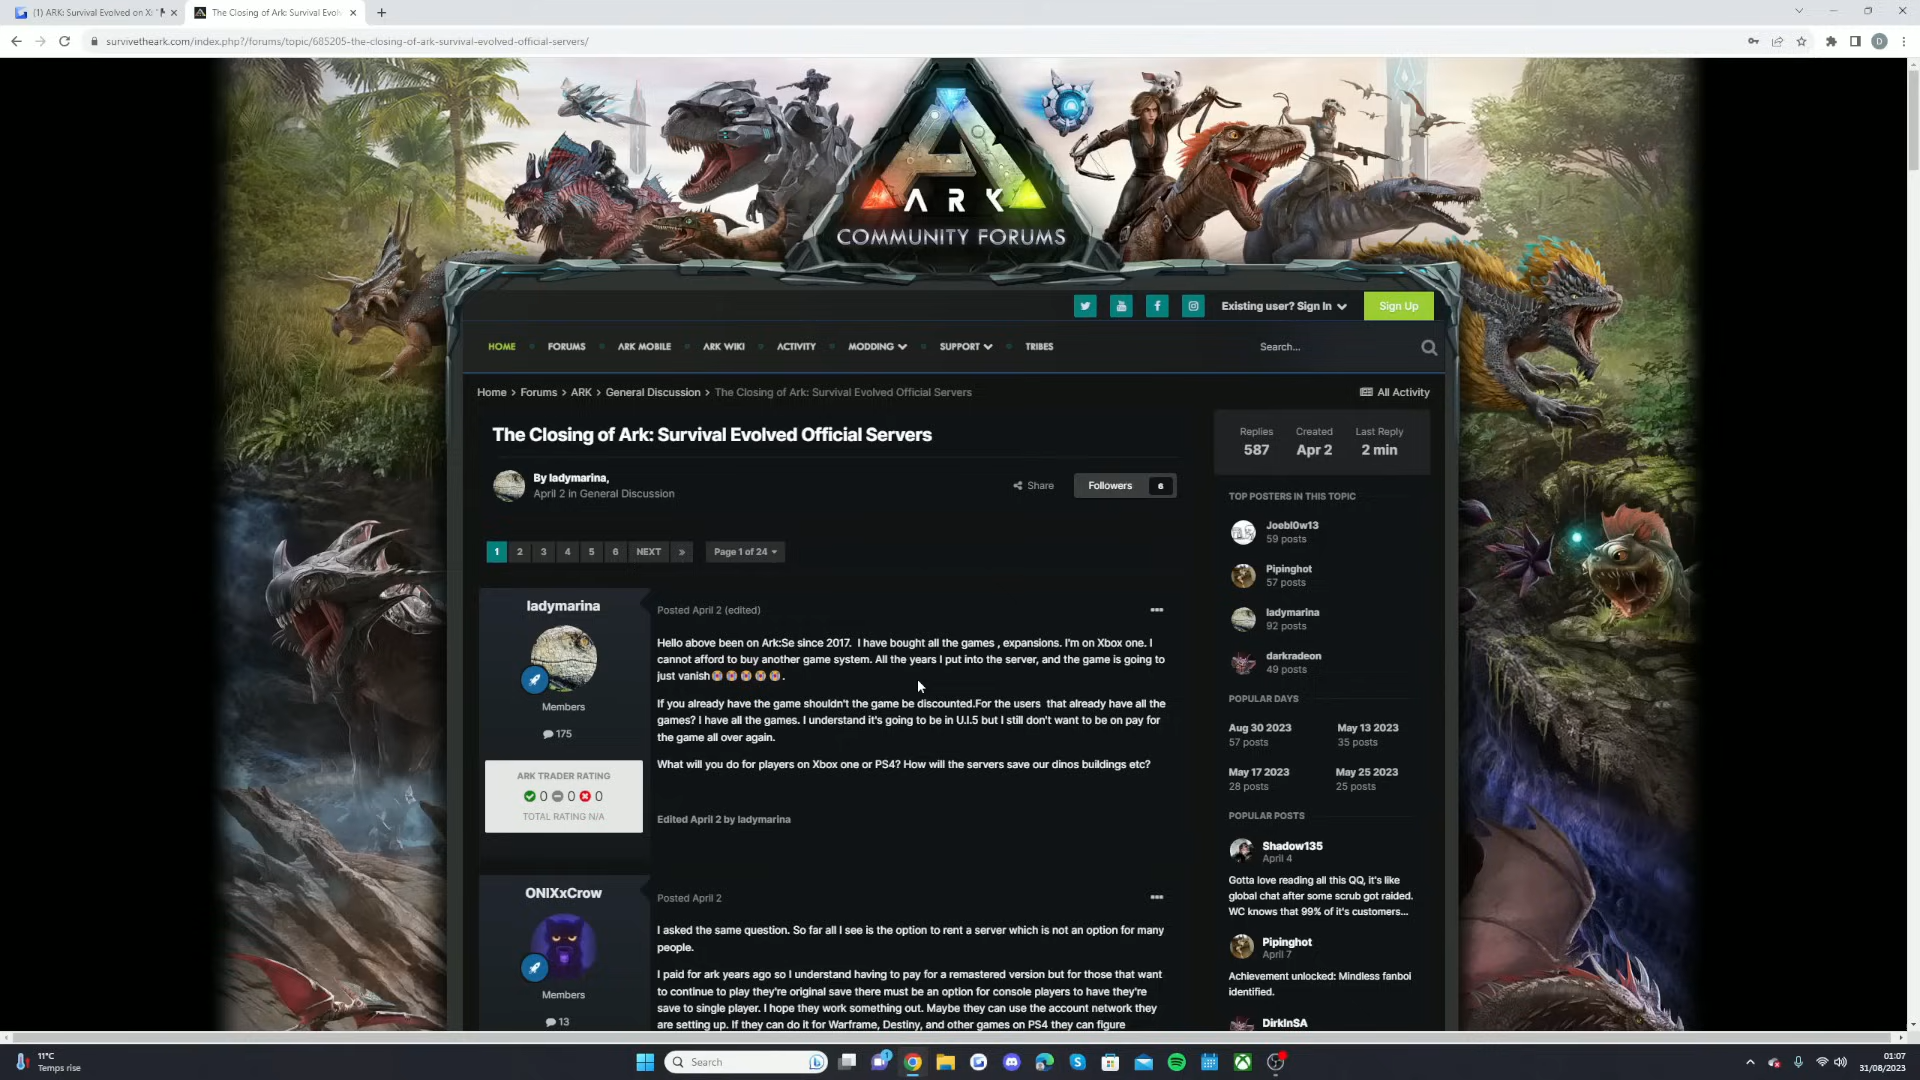 (1) ARK: Survival Evolved on X: "
The Closing of Ark: Survival Evol
survivetheark.com/index.php?/forums/topic/685205-the-closing-of-ark-survival-evolved-official-servers/
D
ARK
COMMUNITY FORUMS
Existing user? Sign In
Sign Up
HOME
FORUMS
ARK MOBILE
ARK WIKI
ACTIVITY
MODDING
SUPPORT
TRIBES
Search...
Home > Forums > ARK > General Discussion > The Closing of Ark: Survival Evolved Official Servers
All Activity
The Closing of Ark: Survival Evolved Official Servers
By ladymarina,
April 2 in General Discussion
Share
Followers 6
1 2 3 4 5 6 NEXT »
Page 1 of 24
ladymarina
Members
175
ARK TRADER RATING
0 0 0
TOTAL RATING N/A
Posted April 2 (edited)
Hello above been on Ark:Se since 2017. I have bought all the games , expansions. I'm on Xbox one. I
cannot afford to buy another game system. All the years I put into the server, and the game is going to
just vanish😭😭😭😭😭.
If you already have the game shouldn't the game be discounted.For the users that already have all the
games? I have all the games. I understand it's going to be in U.I.5 but I still don't want to be on pay for
the game all over again.
What will you do for players on Xbox one or PS4? How will the servers save our dinos buildings etc?
Edited April 2 by ladymarina
ONIXxCrow
Members
13
Posted April 2
I asked the same question. So far all I see is the option to rent a server which is not an option for many
people.
I paid for ark years ago so I understand having to pay for a remastered version but for those that want
to continue to play they're original save there must be an option for console players to have they're
save to single player. I hope they work something out. Maybe they can use the account network they
are setting up. If they can do it for Warframe, Destiny, and other games on PS4 they can figure
Replies Created Last Reply
587 Apr 2 2 min
TOP POSTERS IN THIS TOPIC
Joebl0w13
59 posts
Pipinghot
57 posts
ladymarina
92 posts
darkradeon
49 posts
POPULAR DAYS
Aug 30 2023 May 13 2023
57 posts 35 posts
May 17 2023 May 25 2023
28 posts 25 posts
POPULAR POSTS
Shadow135
April 4
Gotta love reading all this QQ, it's like
global chat after some scrub got raided.
WC knows that 99% of it's customers...
Pipinghot
April 7
Achievement unlocked: Mindless fanboi
identified.
DirkInSA
11°C
Temps rise
Search
1
01:07
31/08/2023